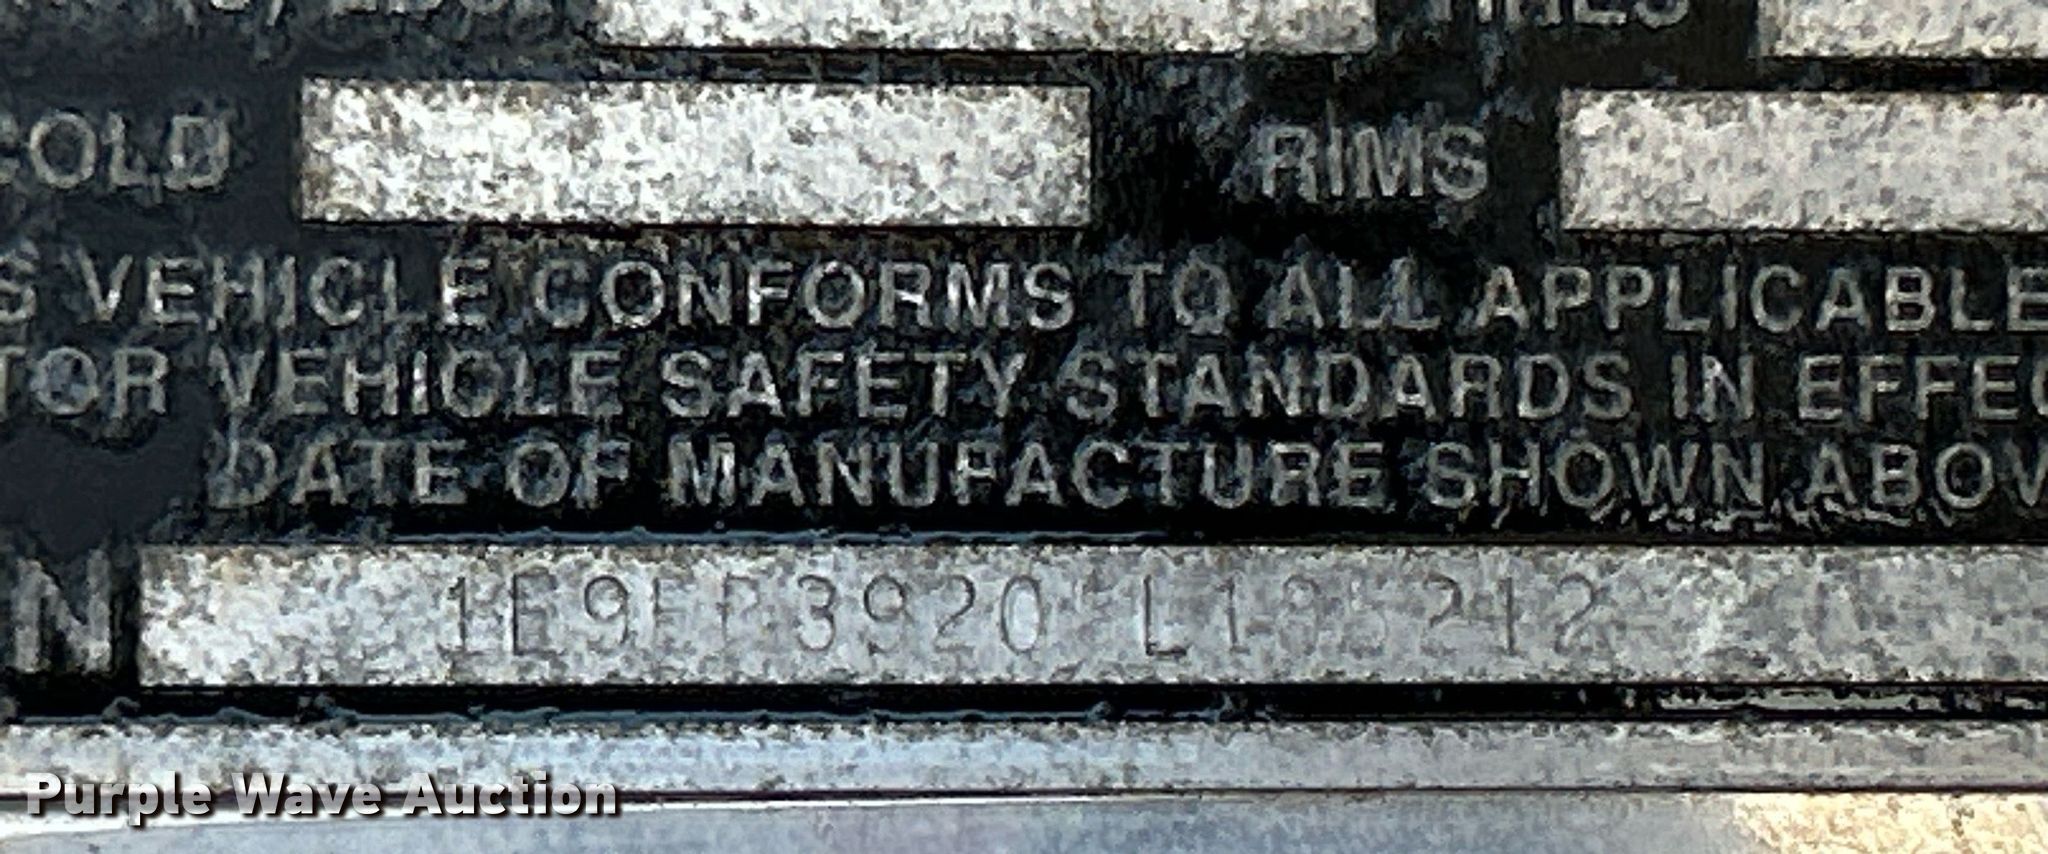 TIRES
COLD RIMS
S VEHICLE CONFORMS TO ALL APPLICABLE
TOR VEHICLE SAFETY STANDARDS IN EFFEC
DATE OF MANUFACTURE SHOWN ABOV
N
Purple Wave Auction